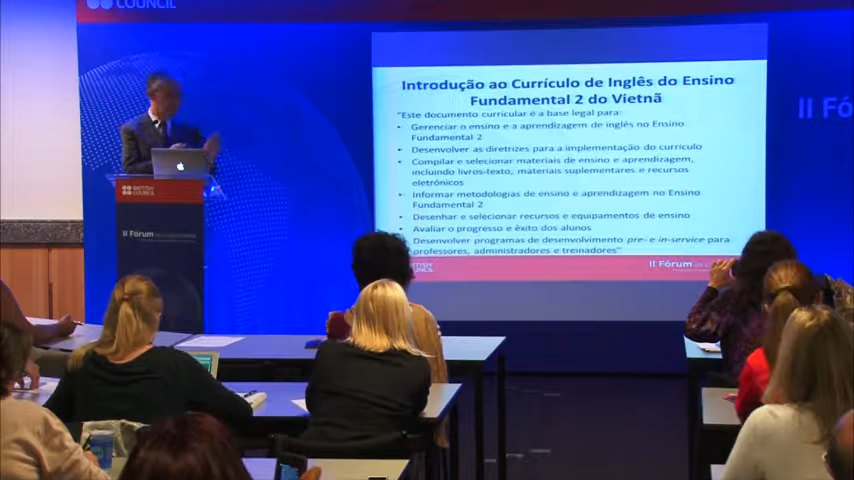 COUNCIL
Introdução ao Currículo de Inglês do Ensino
Fundamental 2 do Vietnã
"Este documento curricular é a base legal para:
• Gerenciar o ensino e a aprendizagem de inglês no Ensino
Fundamental 2
• Desenvolver as diretrizes para a implementação do currículo
• Compilar e selecionar materiais de ensino e aprendizagem,
incluindo livros-texto, materiais suplementares e recursos
eletrônicos
• Informar metodologias de ensino e aprendizagem no Ensino
Fundamental 2
• Desenhar e selecionar recursos e equipamentos de ensino
• Avaliar o progresso e êxito dos alunos
Desenvolver programas de desenvolvimento pre- e in-service para
professores, administradores e treinadores"
COUNCIL
II Fórum
II Fó
BRITISH
COUNCIL
II Fórum